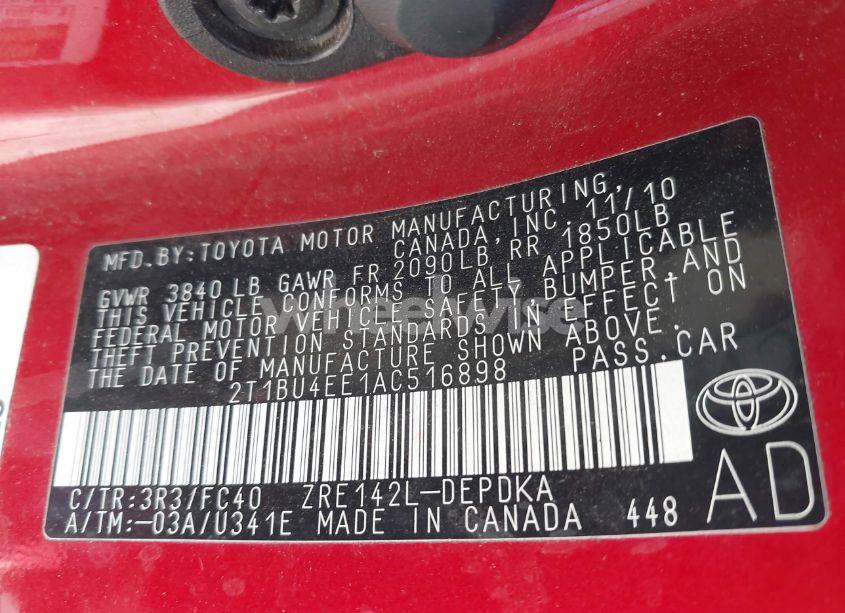 MFD.BY:TOYOTA MOTOR MANUFACTURING,
CANADA, INC. 11/10
GVWR 3840 LB GAWR FR 2090LB, RR 1850LB
THIS VEHICLE CONFORMS TO ALL APPLICABLE
FEDERAL MOTOR VEHICLE SAFETY BUMPER, AND
THEFT PREVENTION STANDARDS IN EFFECT ON
THE DATE OF MANUFACTURE SHOWN ABOVE.
2T1BU4EE1AC516898 PASS.CAR
C/TR:3R3/FC40 ZRE142L-DEPDKA
A/TM:-03A/U341E MADE IN CANADA 448
AD
wheelwise